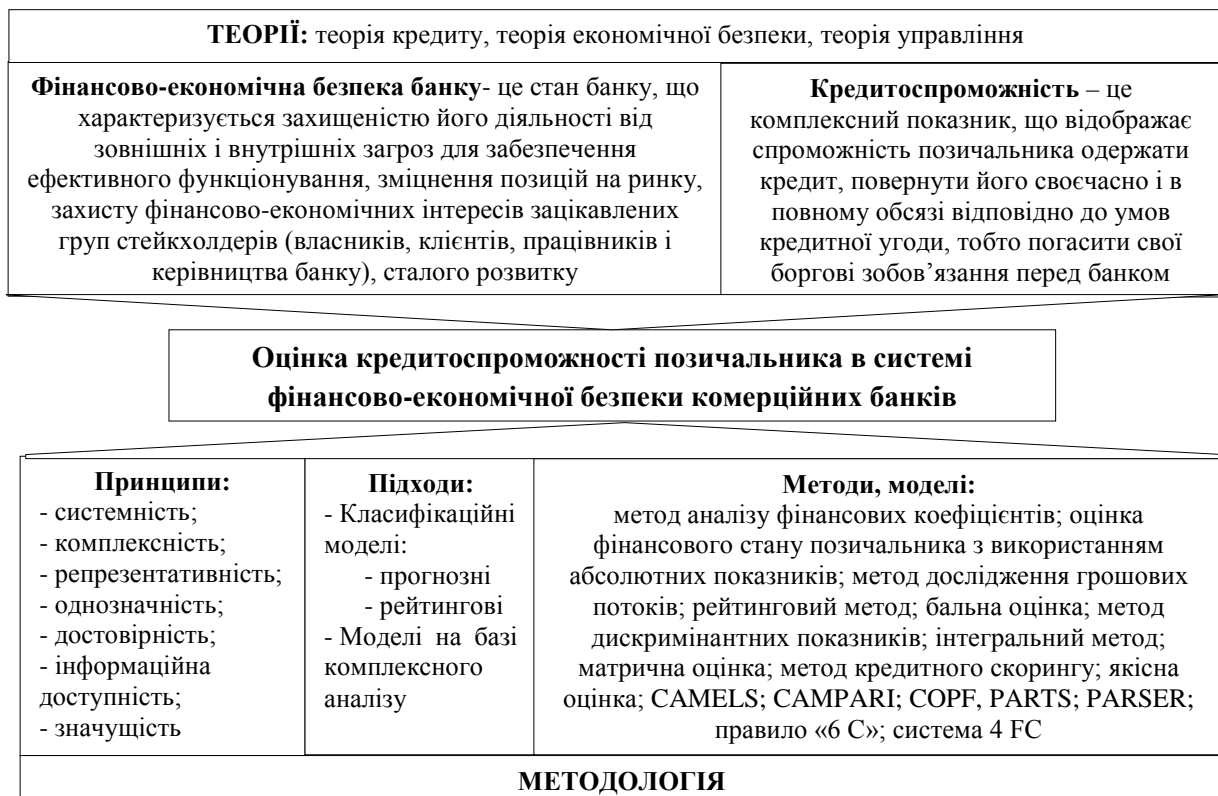 ТЕОРІЇ: теорія кредиту, теорія економічної безпеки, теорія управління
Фінансово-економічна безпека банку- це стан банку, що
характеризується захищеністю його діяльності від
зовнішніх і внутрішніх загроз для забезпечення
ефективного функціонування, зміцнення позицій на ринку,
захисту фінансово-економічних інтересів зацікавлених
груп стейкхолдерів (власників, клієнтів, працівників і
керівництва банку), сталого розвитку
Кредитоспроможність – це
комплексний показник, що відображає
спроможність позичальника одержати
кредит, повернути його своєчасно і в
повному обсязі відповідно до умов
кредитної угоди, тобто погасити свої
боргові зобов’язання перед банком
Оцінка кредитоспроможності позичальника в системі
фінансово-економічної безпеки комерційних банків
Принципи:
- системність;
- комплексність;
- репрезентативність;
- однозначність;
- достовірність;
- інформаційна
доступність;
- значущість
Підходи:
- Класифікаційні
моделі:
- прогнозні
- рейтингові
- Моделі на базі
комплексного
аналізу
Методи, моделі:
метод аналізу фінансових коефіцієнтів; оцінка
фінансового стану позичальника з використанням
абсолютних показників; метод дослідження грошових
потоків; рейтинговий метод; бальна оцінка; метод
дискримінантних показників; інтегральний метод;
матрична оцінка; метод кредитного скорингу; якісна
оцінка; CAMELS; CAMPARI; COPF, PARTS; PARSER;
правило «6 С»; система 4 FC
МЕТОДОЛОГІЯ